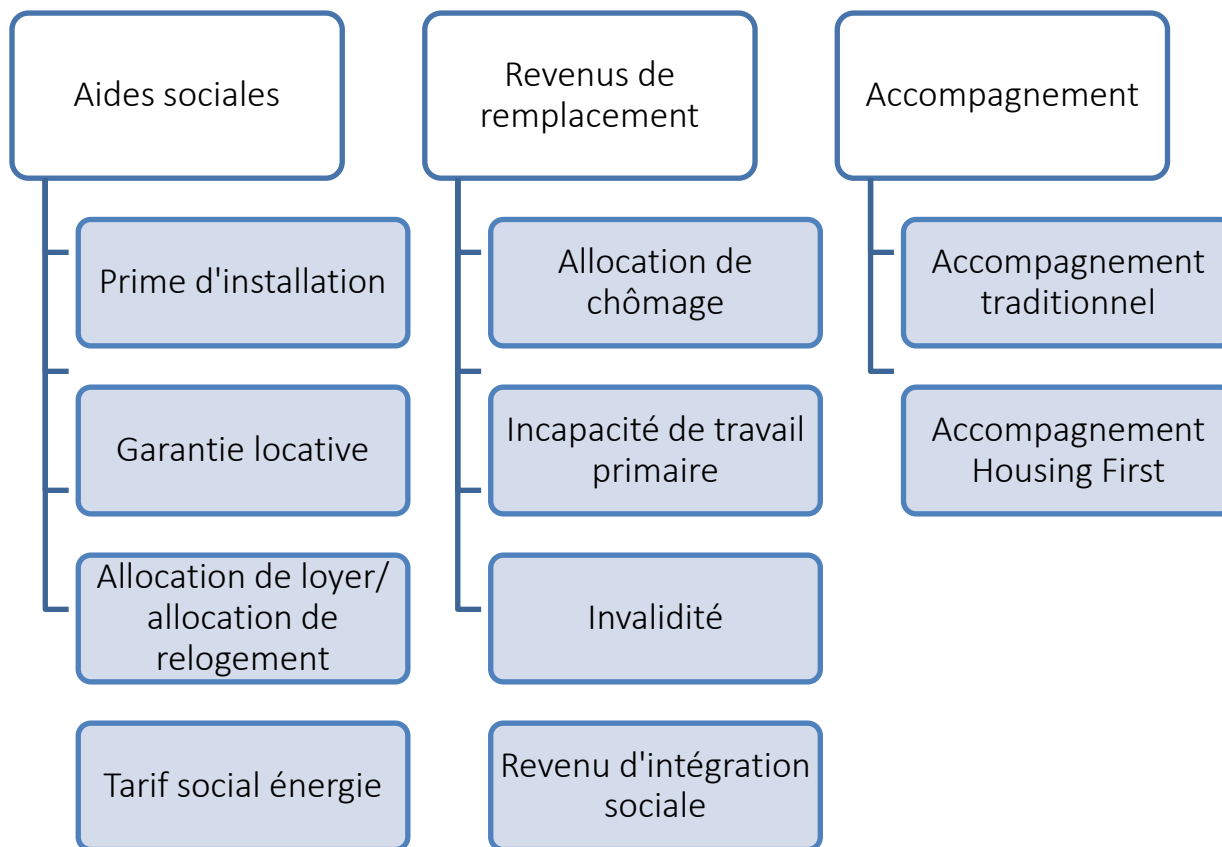 Aides sociales
Prime d'installation
Garantie locative
Allocation de loyer/
allocation de
relogement
Tarif social énergie
Revenus de
remplacement
Allocation de
chômage
Incapacité de travail
primaire
Invalidité
Revenu d'intégration
sociale
Accompagnement
Accompagnement
traditionnel
Accompagnement
Housing First